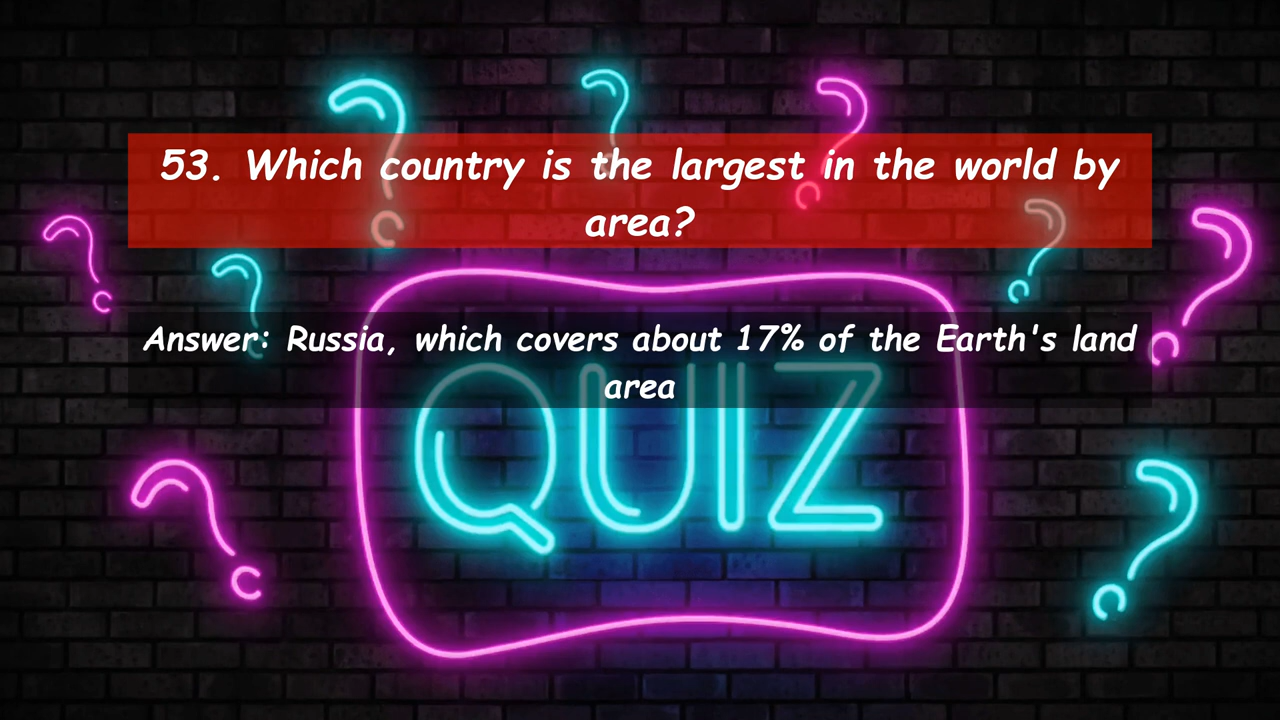 53. Which country is the largest in the world by
area?
Answer: Russia, which covers about 17% of the Earth's land
area
QUIZ